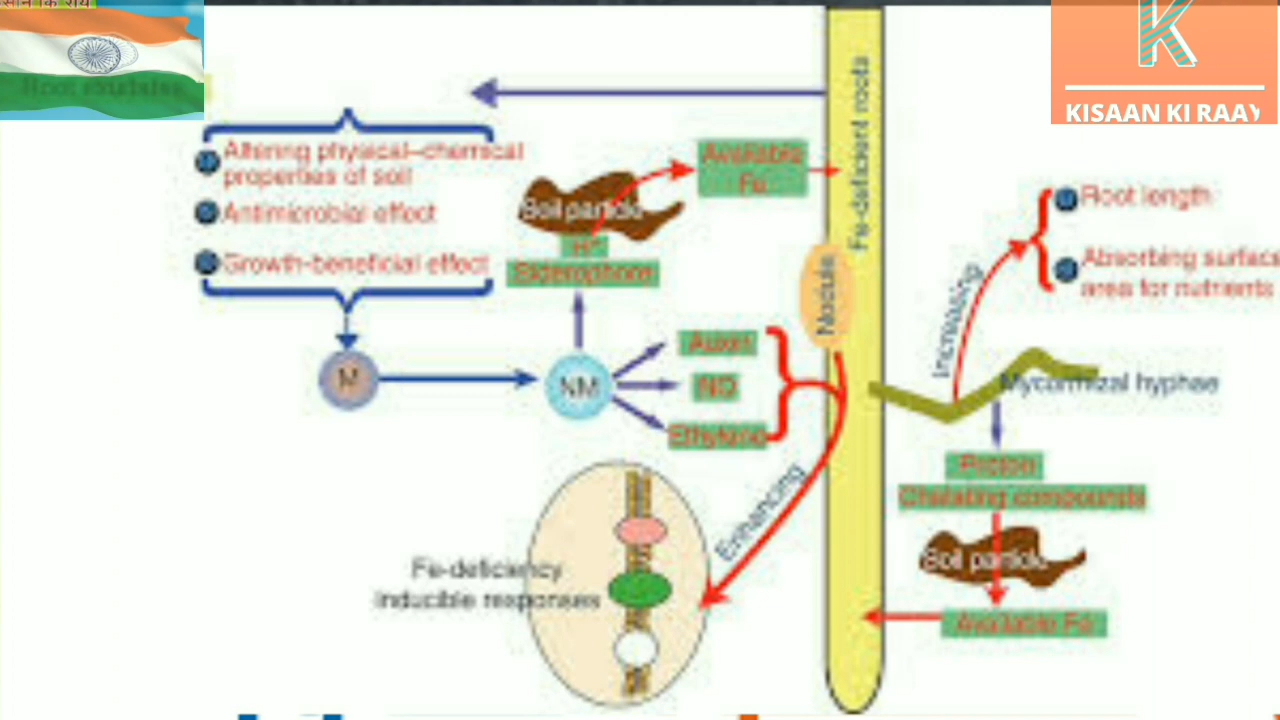 Root exudates
KISAAN KI RAAY
Altering physical–chemical
properties of soil
Antimicrobial effect
Growth-beneficial effect
Soil particle
H+
Siderophore
Available
Fe
Fe-deficient roots
Nodule
M
NM
Auxin
NO
Ethylene
Enhancing
Fe-deficiency
inducible responses
Increasing
Root length
Absorbing surface
area for nutrients
Mycorrhizal hyphae
Proton
Chelating compounds
Soil particle
Available Fe